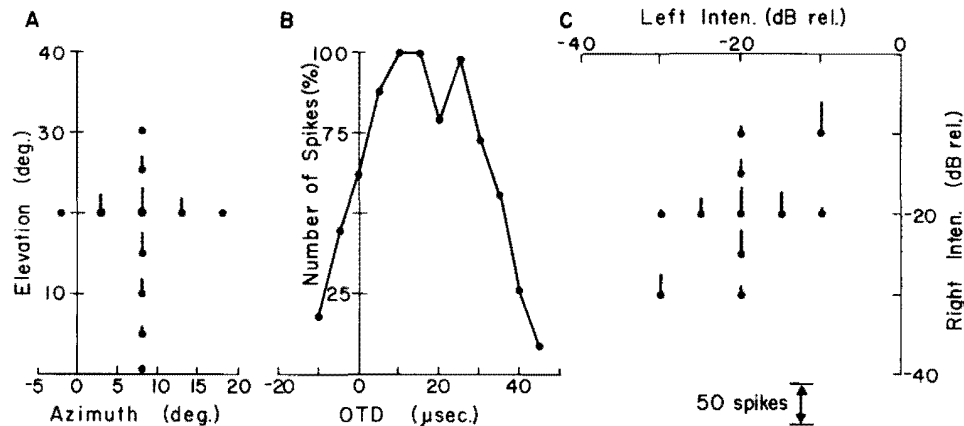 A
Elevation (deg.)
40
30
20
10
-5 0 5 10 15 20
Azimuth (deg.)
B
Number of Spikes (%)
100
75
25
-20 0 20 40
OTD (µsec.)
C
Left Inten. (dB rel.)
-40 -20 0
-20
-40
Right Inten. (dB rel.)
50 spikes